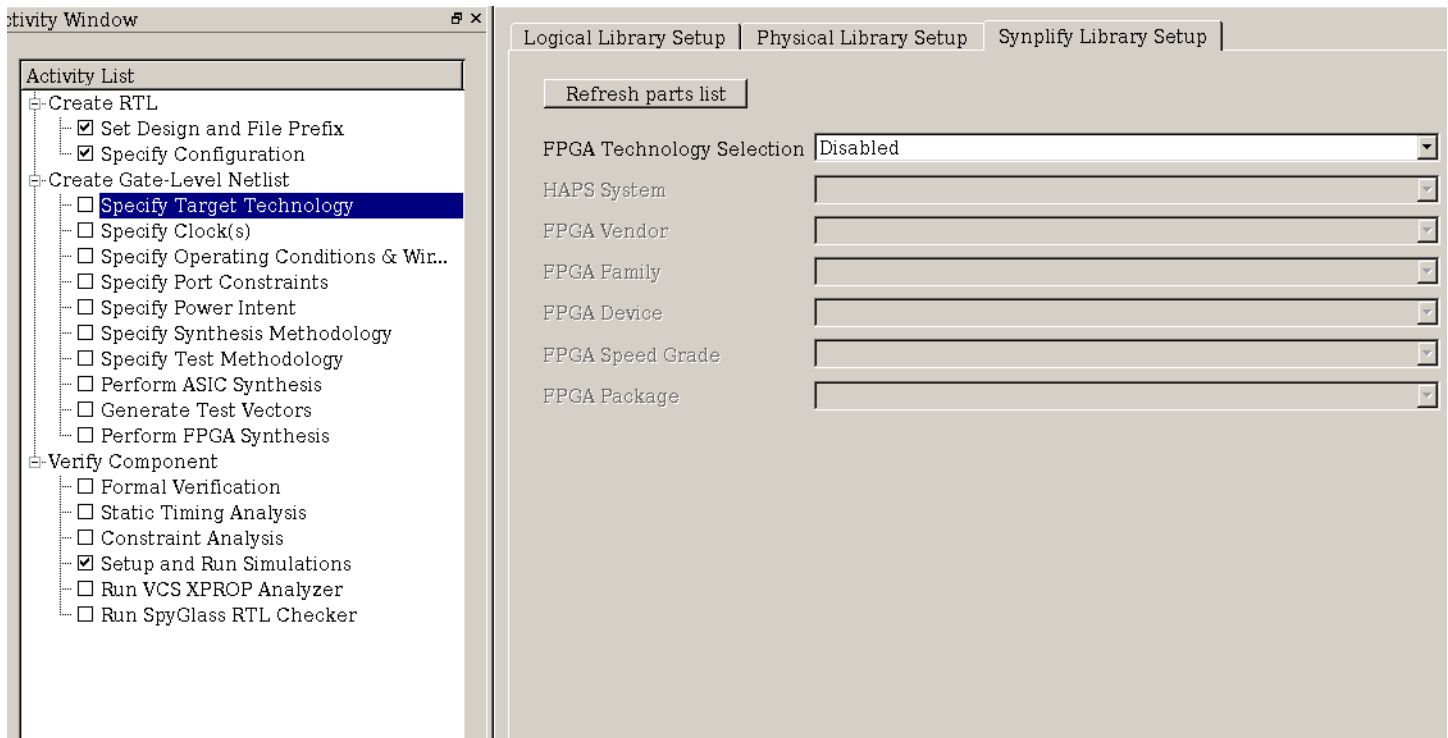 ctivity Window
Activity List
Create RTL
Set Design and File Prefix
Specify Configuration
Create Gate-Level Netlist
Specify Target Technology
Specify Clock(s)
Specify Operating Conditions & Wir...
Specify Port Constraints
Specify Power Intent
Specify Synthesis Methodology
Specify Test Methodology
Perform ASIC Synthesis
Generate Test Vectors
Perform FPGA Synthesis
Verify Component
Formal Verification
Static Timing Analysis
Constraint Analysis
Setup and Run Simulations
Run VCS XPROP Analyzer
Run SpyGlass RTL Checker
Logical Library Setup Physical Library Setup Synplify Library Setup
Refresh parts list
FPGA Technology Selection Disabled
HAPS System
FPGA Vendor
FPGA Family
FPGA Device
FPGA Speed Grade
FPGA Package